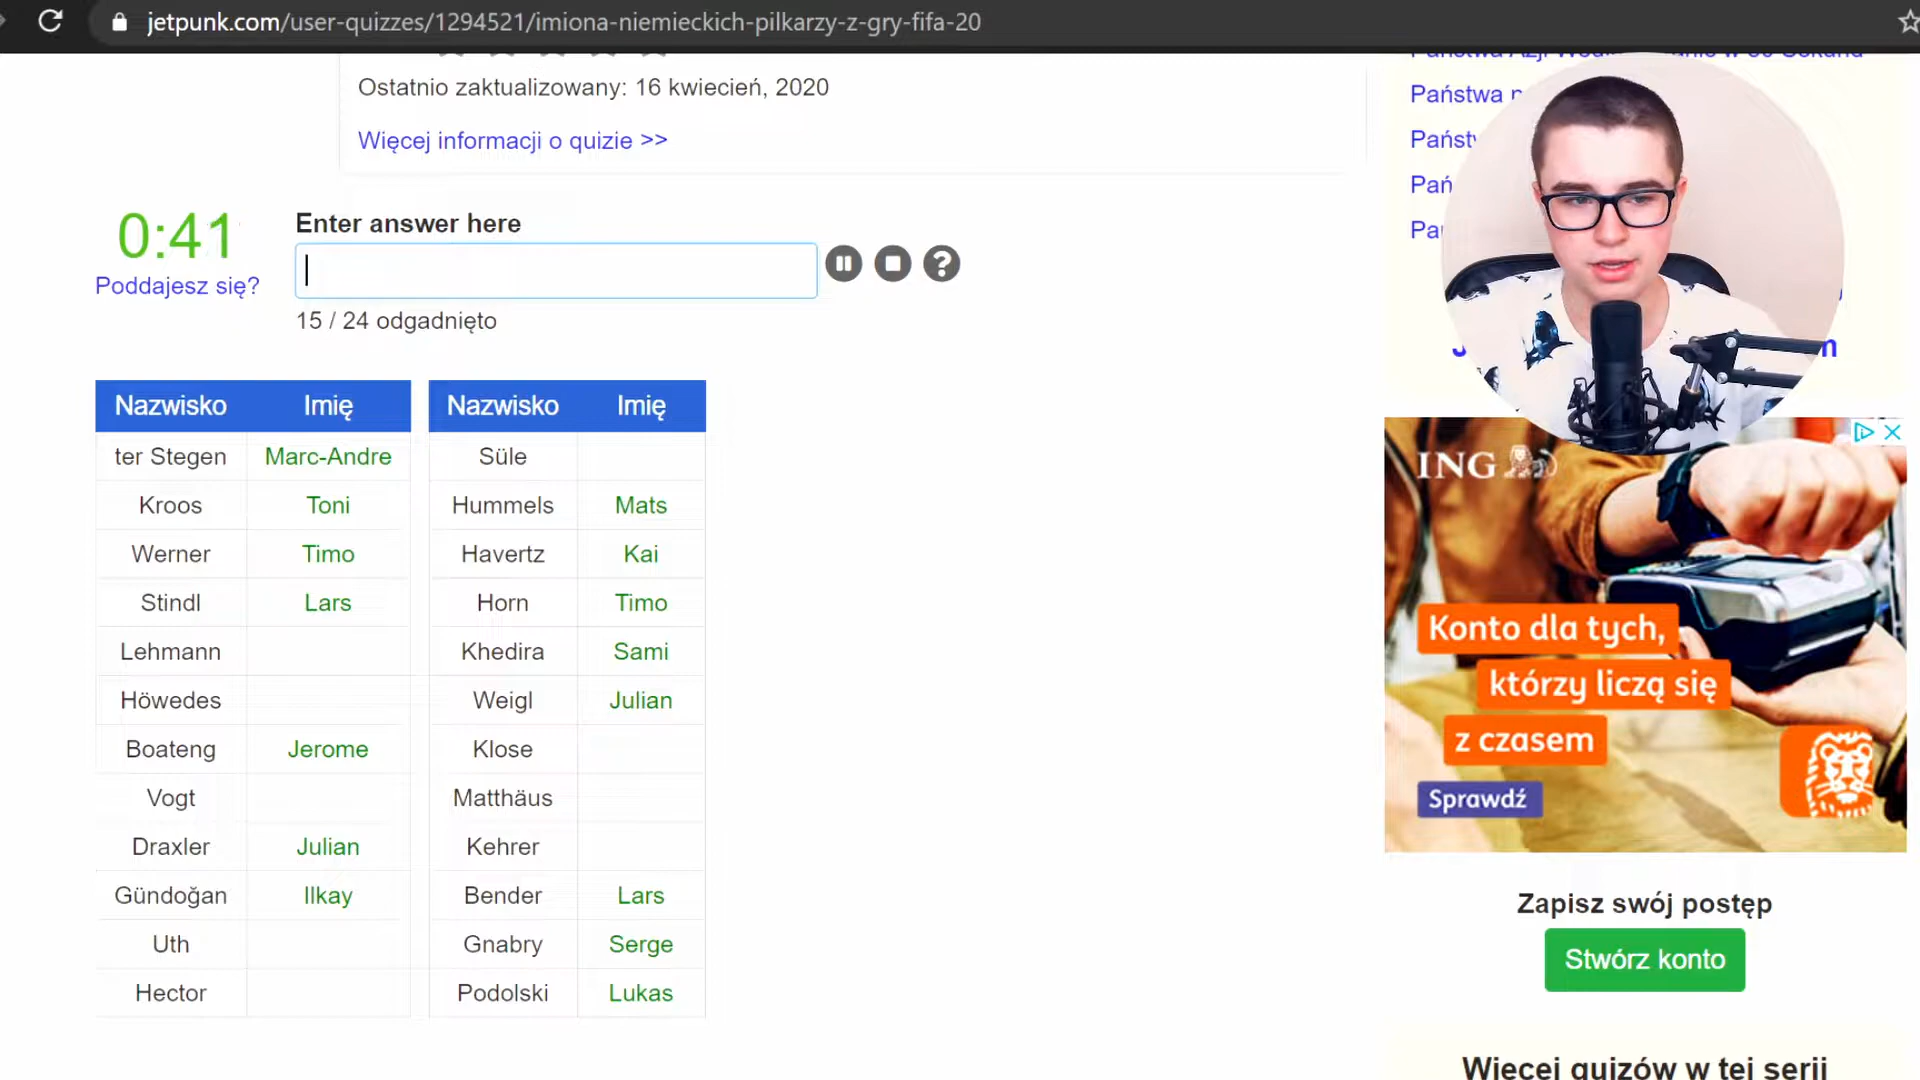 jetpunk.com/user-quizzes/1294521/imiona-niemieckich-pilkarzy-z-gry-fifa-20
Ostatnio zaktualizowany: 16 kwiecień, 2020
Więcej informacji o quizie >>
Państwa
0:41
Poddajesz się?
Enter answer here
15 / 24 odgadnięto
Nazwisko Imię Nazwisko Imię
ter Stegen Marc-Andre Süle
Kroos Toni Hummels Mats
Werner Timo Havertz Kai
Stindl Lars Horn Timo
Lehmann Khedira Sami
Höwedes Weigl Julian
Boateng Jerome Klose
Vogt Matthäus
Draxler Julian Kehrer
Gündoğan Ilkay Bender Lars
Uth Gnabry Serge
Hector Podolski Lukas
ING
Konto dla tych,
którzy liczą się
z czasem
Sprawdź
Zapisz swój postęp
Stwórz konto
Więcej quizów w tej serii